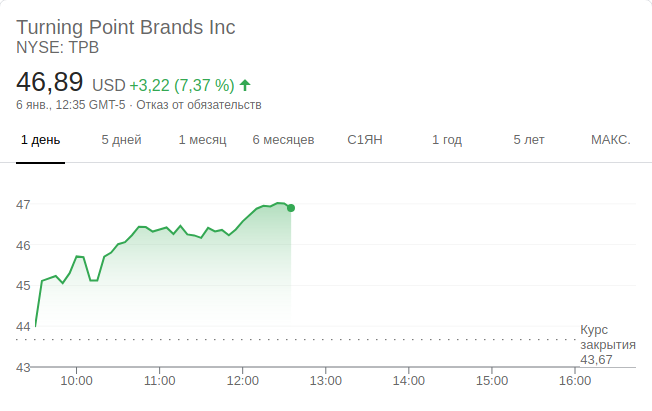 Turning Point Brands Inc
NYSE: TPB
46,89 USD +3,22 (7,37 %)
6 янв., 12:35 GMT-5 · Отказ от обязательств
1 день 5 дней 1 месяц 6 месяцев С1ЯН 1 год 5 лет МАКС.
47
46
45
44
Курс
закрытия
43,67
43
10:00 11:00 12:00 13:00 14:00 15:00 16:00